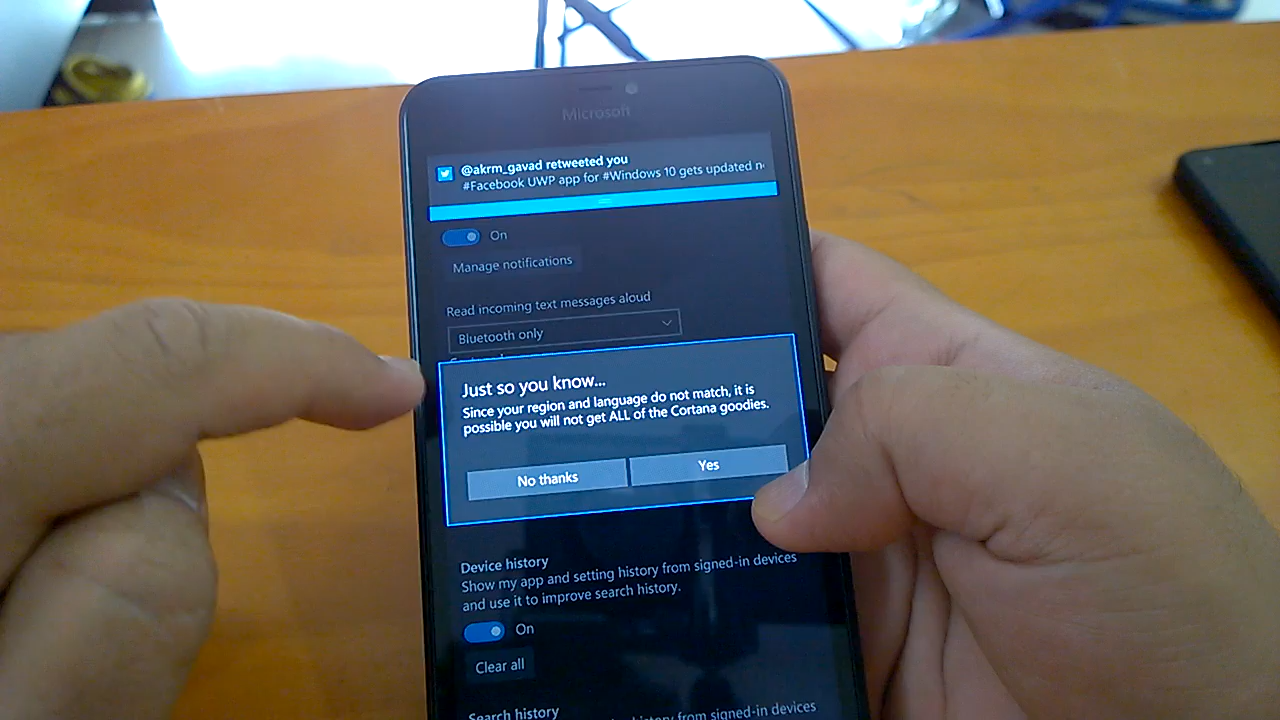 Microsoft
@akrm_gavad retweeted you
#Facebook UWP app for #Windows 10 gets updated
On
Manage notifications
Read incoming text messages aloud
Bluetooth only
Just so you know...
Since your region and language do not match, it is
possible you will not get ALL of the Cortana goodies.
No thanks
Yes
Device history
Show my app and setting history from signed-in devices
and use it to improve search history.
On
Clear all
Search history
history from signed-in devices